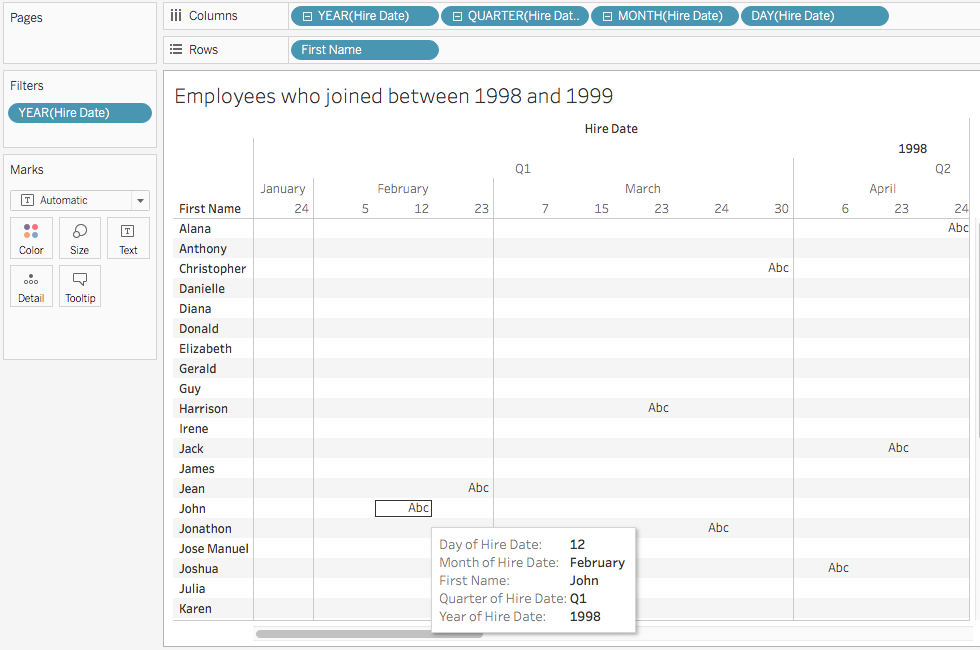 Pages
Columns
YEAR(Hire Date)
QUARTER(Hire Dat..
MONTH(Hire Date)
DAY(Hire Date)
Rows
First Name
Filters
YEAR(Hire Date)
Marks
Automatic
Color
Size
Text
Detail
Tooltip
Employees who joined between 1998 and 1999
Hire Date
1998
Q1 Q2
January February March April
First Name 24 5 12 23 7 15 23 24 30 6 23 24
Alana Abc
Anthony
Christopher Abc
Danielle
Diana
Donald
Elizabeth
Gerald
Guy
Harrison Abc
Irene
Jack Abc
James
Jean Abc
John Abc
Jonathon Abc
Jose Manuel
Joshua Abc
Julia
Karen
Day of Hire Date: 12
Month of Hire Date: February
First Name: John
Quarter of Hire Date: Q1
Year of Hire Date: 1998